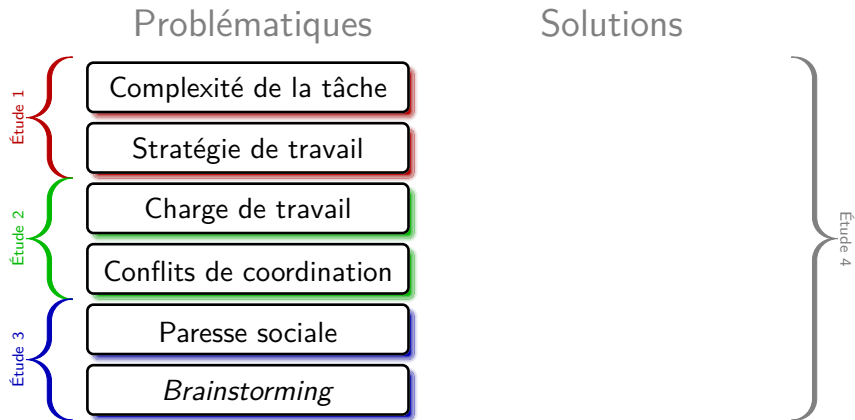 Problématiques
Solutions
Étude 1
Complexité de la tâche
Stratégie de travail
Étude 2
Charge de travail
Conflits de coordination
Étude 3
Paresse sociale
Brainstorming
Étude 4